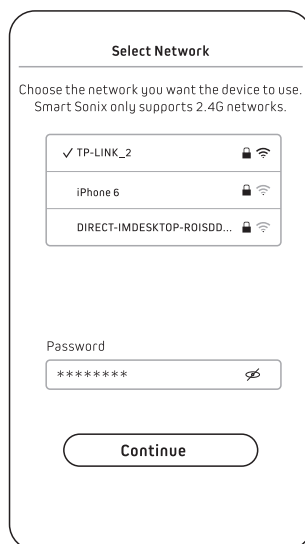 Select Network
Choose the network you want the device to use.
Smart Sonix only supports 2.4G networks.
✓ TP-LINK_2
iPhone 6
DIRECT-IMDESKTOP-ROISDD...
Password
********
Continue